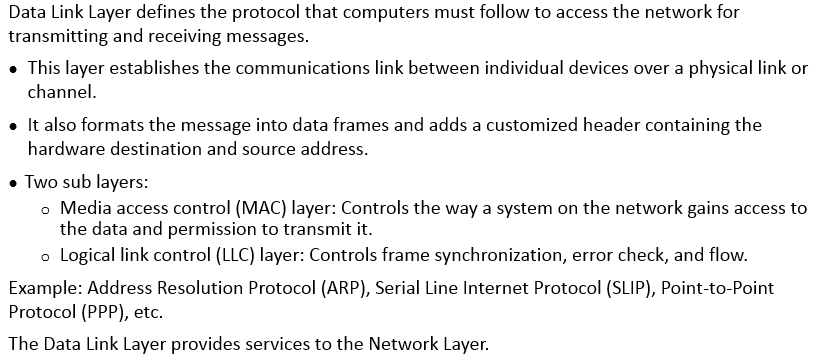 Data Link Layer defines the protocol that computers must follow to access the network for
transmitting and receiving messages.
• This layer establishes the communications link between individual devices over a physical link or
channel.
• It also formats the message into data frames and adds a customized header containing the
hardware destination and source address.
• Two sub layers:
o Media access control (MAC) layer: Controls the way a system on the network gains access to
the data and permission to transmit it.
o Logical link control (LLC) layer: Controls frame synchronization, error check, and flow.
Example: Address Resolution Protocol (ARP), Serial Line Internet Protocol (SLIP), Point-to-Point
Protocol (PPP), etc.
The Data Link Layer provides services to the Network Layer.